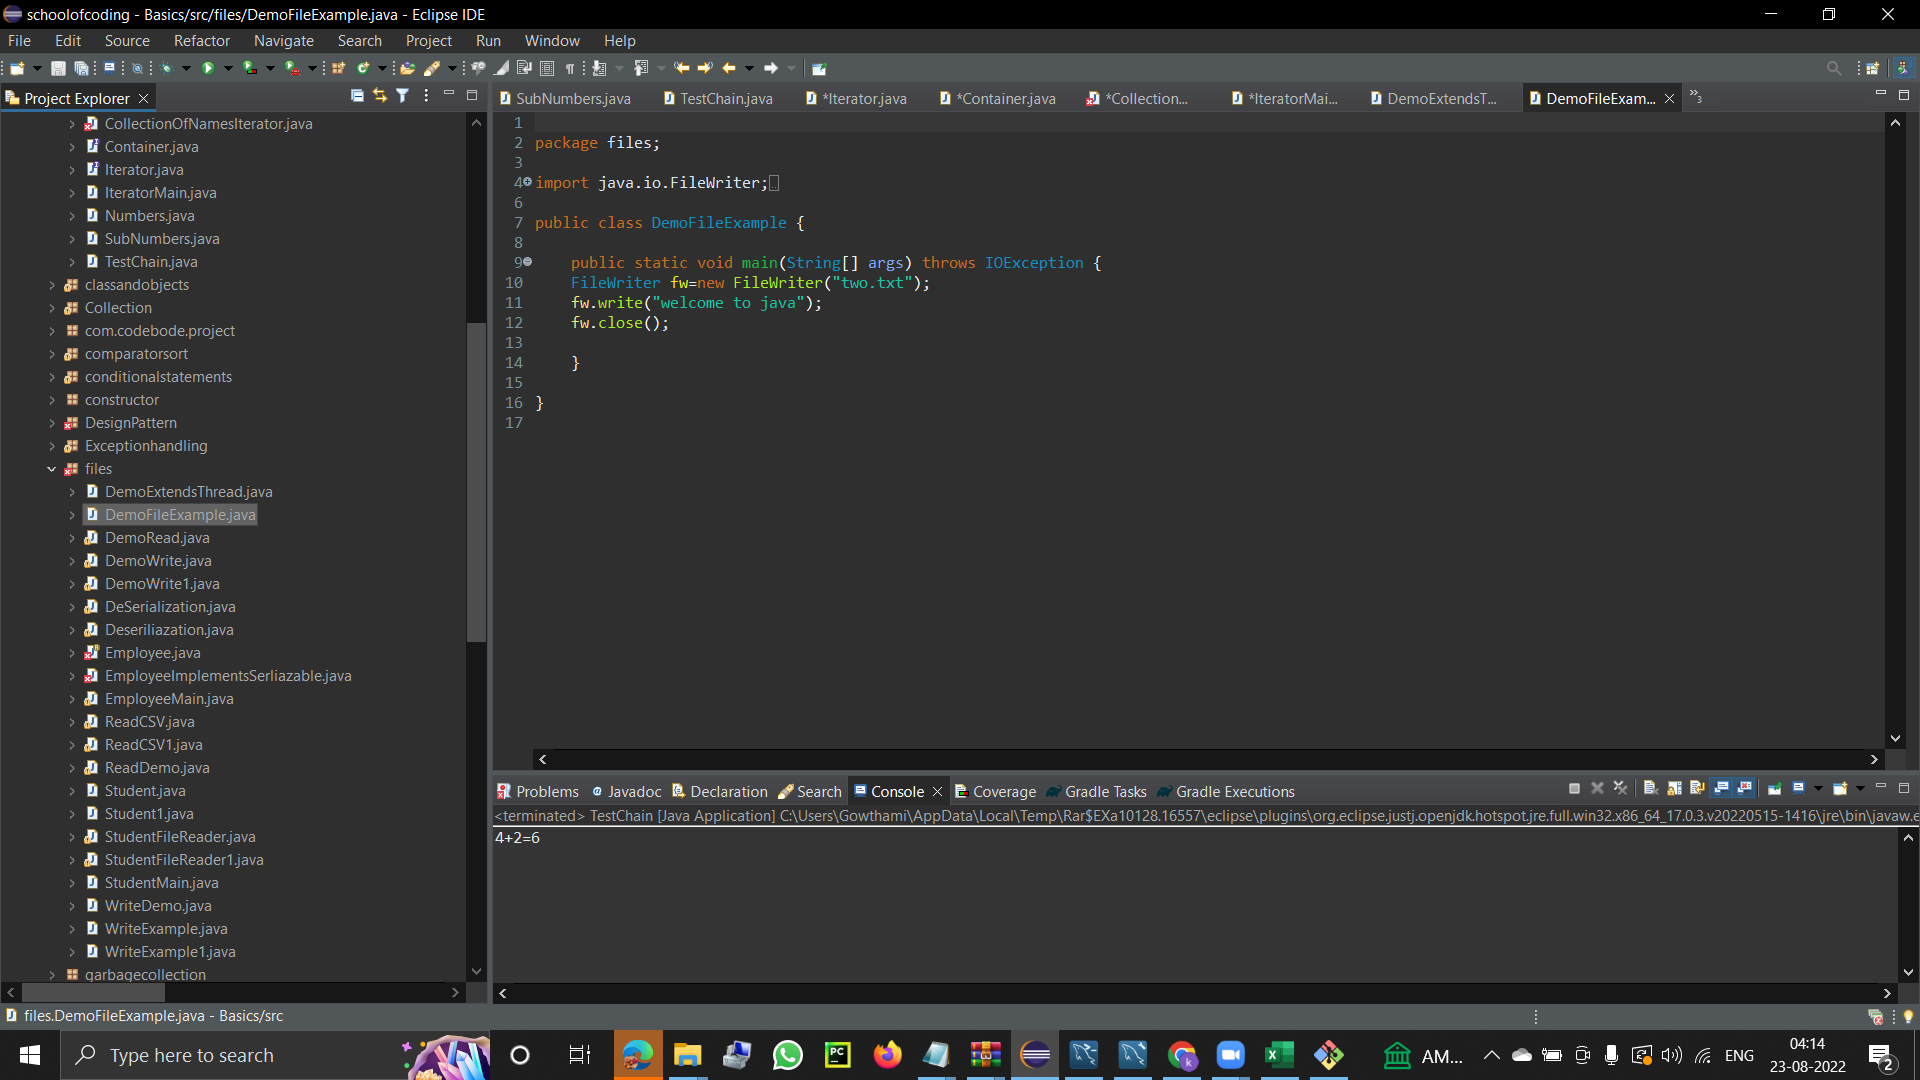 schoolofcoding - Basics/src/files/DemoFileExample.java - Eclipse IDE
File Edit Source Refactor Navigate Search Project Run Window Help
Project Explorer
CollectionOfNamesIterator.java
Container.java
Iterator.java
IteratorMain.java
Numbers.java
SubNumbers.java
TestChain.java
classandobjects
Collection
com.codebode.project
comparatorsort
conditionalstatements
constructor
DesignPattern
Exceptionhandling
files
DemoExtendsThread.java
DemoFileExample.java
DemoRead.java
DemoWrite.java
DemoWrite1.java
DeSerialization.java
Deseriliazation.java
Employee.java
EmployeeImplementsSerliazable.java
EmployeeMain.java
ReadCSV.java
ReadCSV1.java
ReadDemo.java
Student.java
Student1.java
StudentFileReader.java
StudentFileReader1.java
StudentMain.java
WriteDemo.java
WriteExample.java
WriteExample1.java
garbagecollection
SubNumbers.java TestChain.java *Iterator.java *Container.java *Collection... *IteratorMai... DemoExtendsT... DemoFileExam... »3
1
2 package files;
3
4 import java.io.FileWriter;
6
7 public class DemoFileExample {
8
9 public static void main(String[] args) throws IOException {
10 FileWriter fw=new FileWriter("two.txt");
11 fw.write("welcome to java");
12 fw.close();
13
14 }
15
16 }
17
Problems @ Javadoc Declaration Search Console Coverage Gradle Tasks Gradle Executions
<terminated> TestChain [Java Application] C:\Users\Gowthami\AppData\Local\Temp\Rar$EXa10128.16557\eclipse\plugins\org.eclipse.justj.openjdk.hotspot.jre.full.win32.x86_64_17.0.3.v20220515-1416\jre\bin\javaw.e
4+2=6
files.DemoFileExample.java - Basics/src
Type here to search
PC
AM...
ENG
04:14
23-08-2022
2